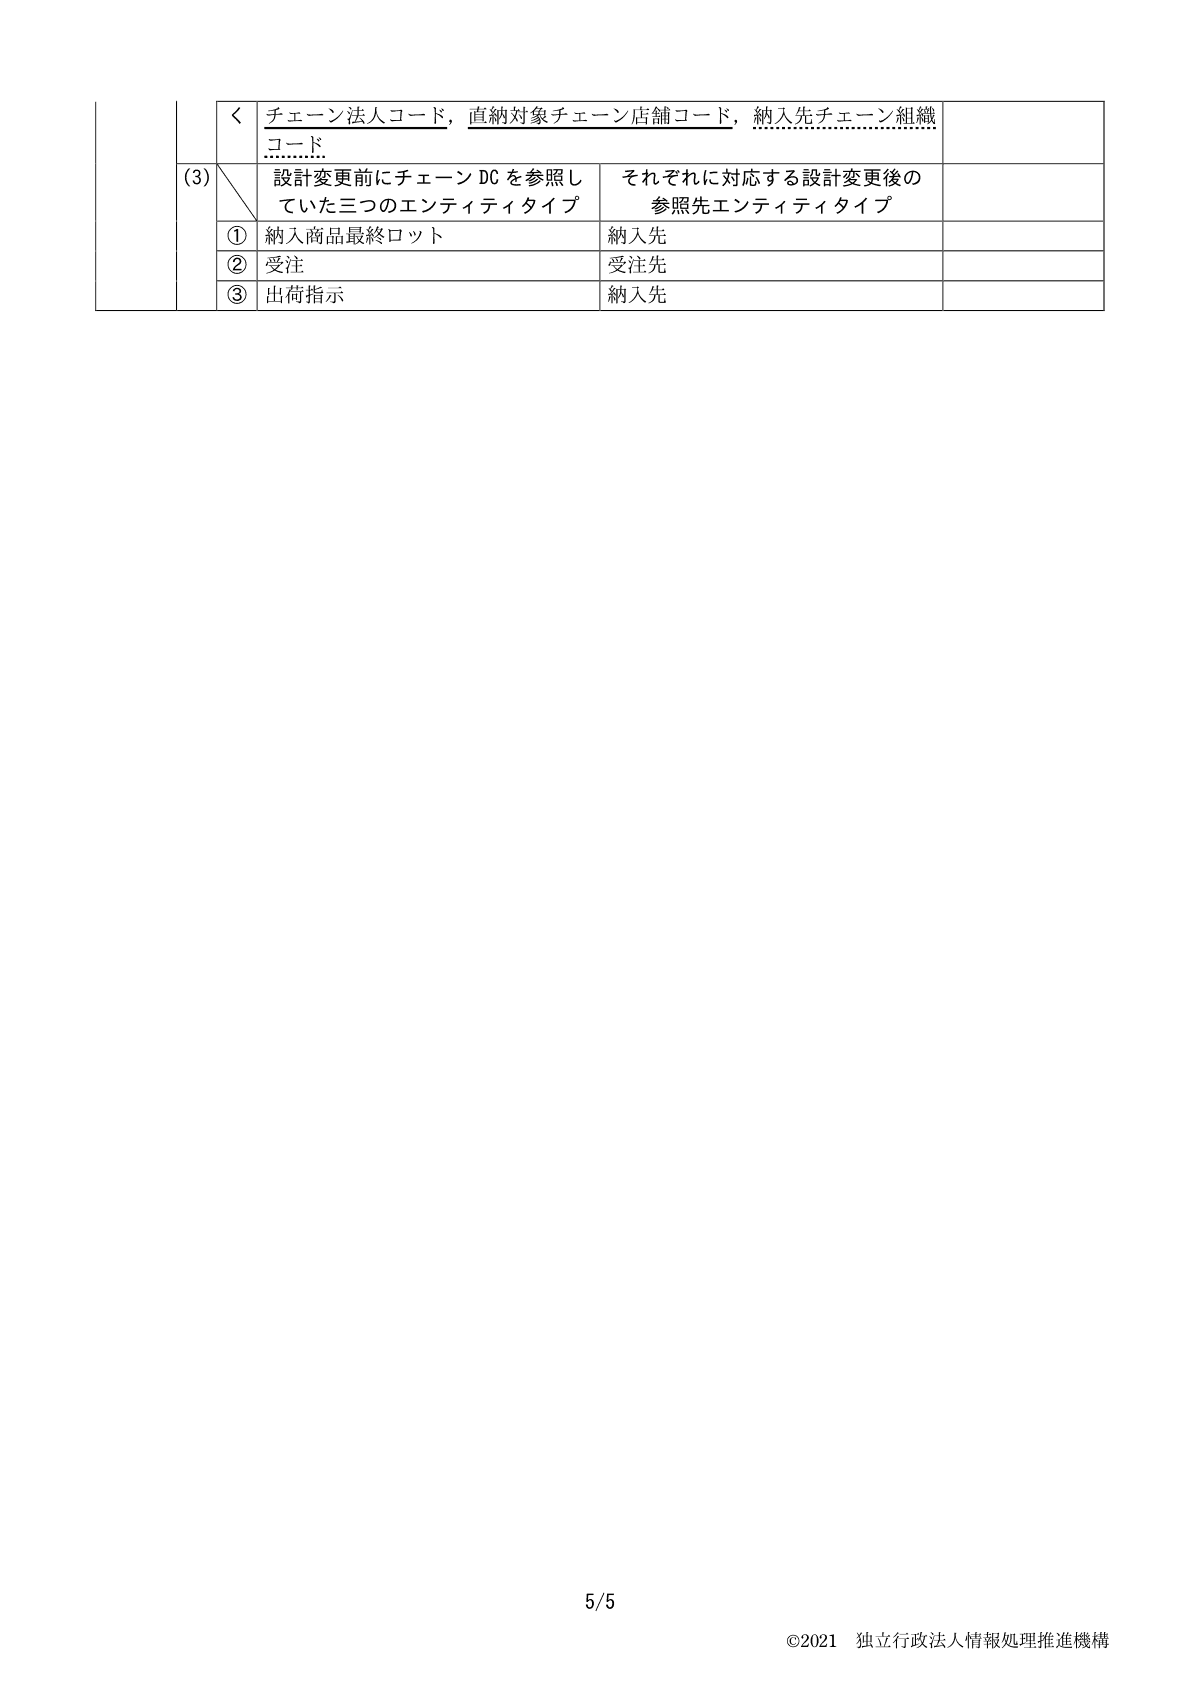 く チェーン法人コード，直納対象チェーン店舗コード，納入先チェーン組織
コード
(3) 設計変更前にチェーン DC を参照し それぞれに対応する設計変更後の
ていた三つのエンティティタイプ 参照先エンティティタイプ
① 納入商品最終ロット 納入先
② 受注 受注先
③ 出荷指示 納入先
5/5
©2021　独立行政法人情報処理推進機構